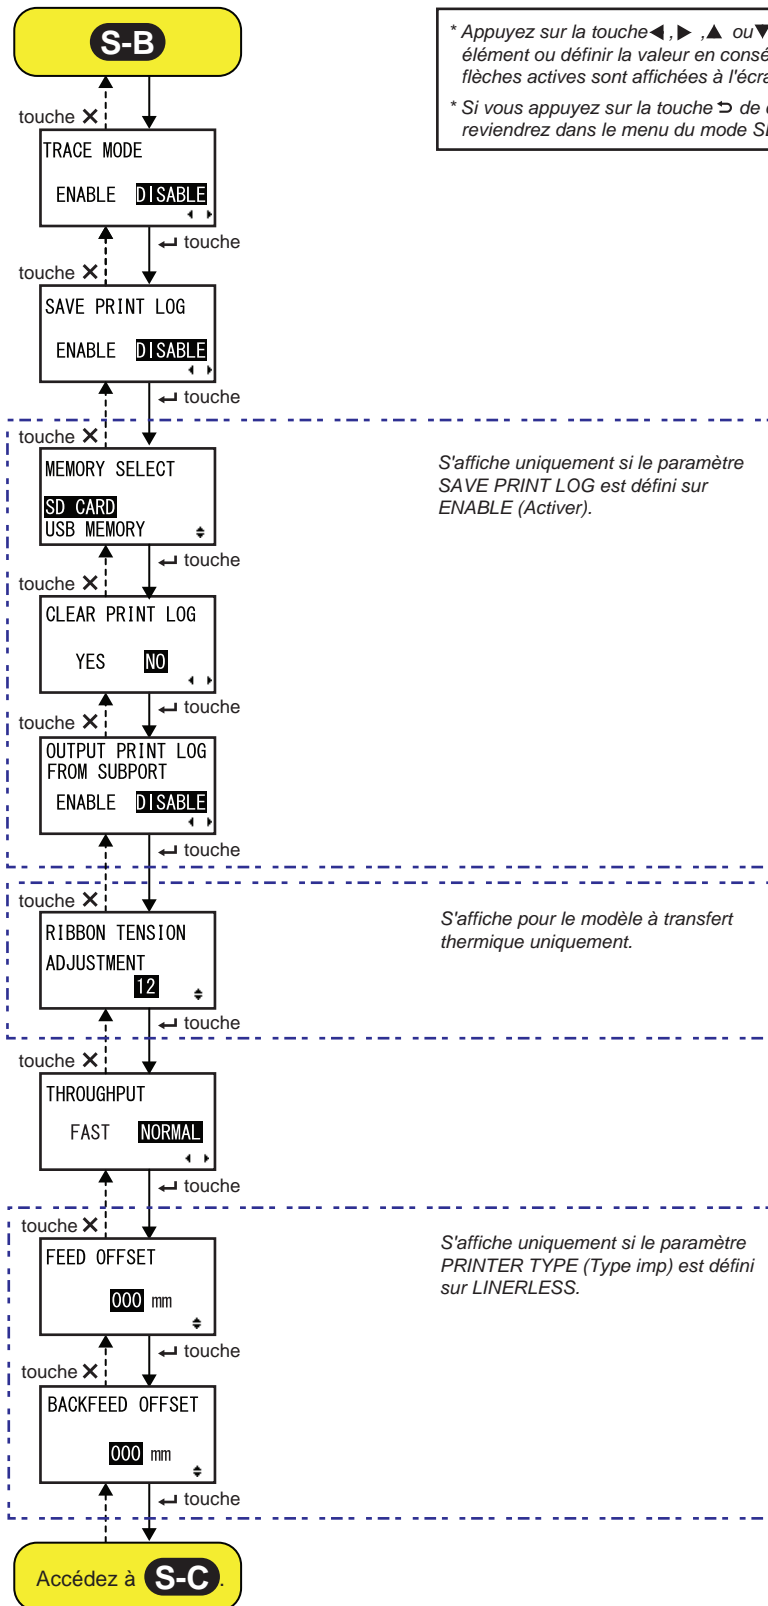 S-B
* Appuyez sur la touche◀,▶ ,▲ ou▼
élément ou définir la valeur en consé
flèches actives sont affichées à l'écra
* Si vous appuyez sur la touche ⮌ de
reviendrez dans le menu du mode
touche ✕
TRACE MODE
ENABLE DISABLE
↵ touche
touche ✕
SAVE PRINT LOG
ENABLE DISABLE
↵ touche
touche ✕
MEMORY SELECT
SD CARD
USB MEMORY
S'affiche uniquement si le paramètre
SAVE PRINT LOG est défini sur
ENABLE (Activer).
↵ touche
touche ✕
CLEAR PRINT LOG
YES NO
↵ touche
touche ✕
OUTPUT PRINT LOG
FROM SUBPORT
ENABLE DISABLE
↵ touche
touche ✕
RIBBON TENSION
ADJUSTMENT
12
S'affiche pour le modèle à transfert
thermique uniquement.
↵ touche
touche ✕
THROUGHPUT
FAST NORMAL
↵ touche
touche ✕
FEED OFFSET
000 mm
S'affiche uniquement si le paramètre
PRINTER TYPE (Type imp) est défini
sur LINERLESS.
↵ touche
touche ✕
BACKFEED OFFSET
000 mm
↵ touche
Accédez à S-C.